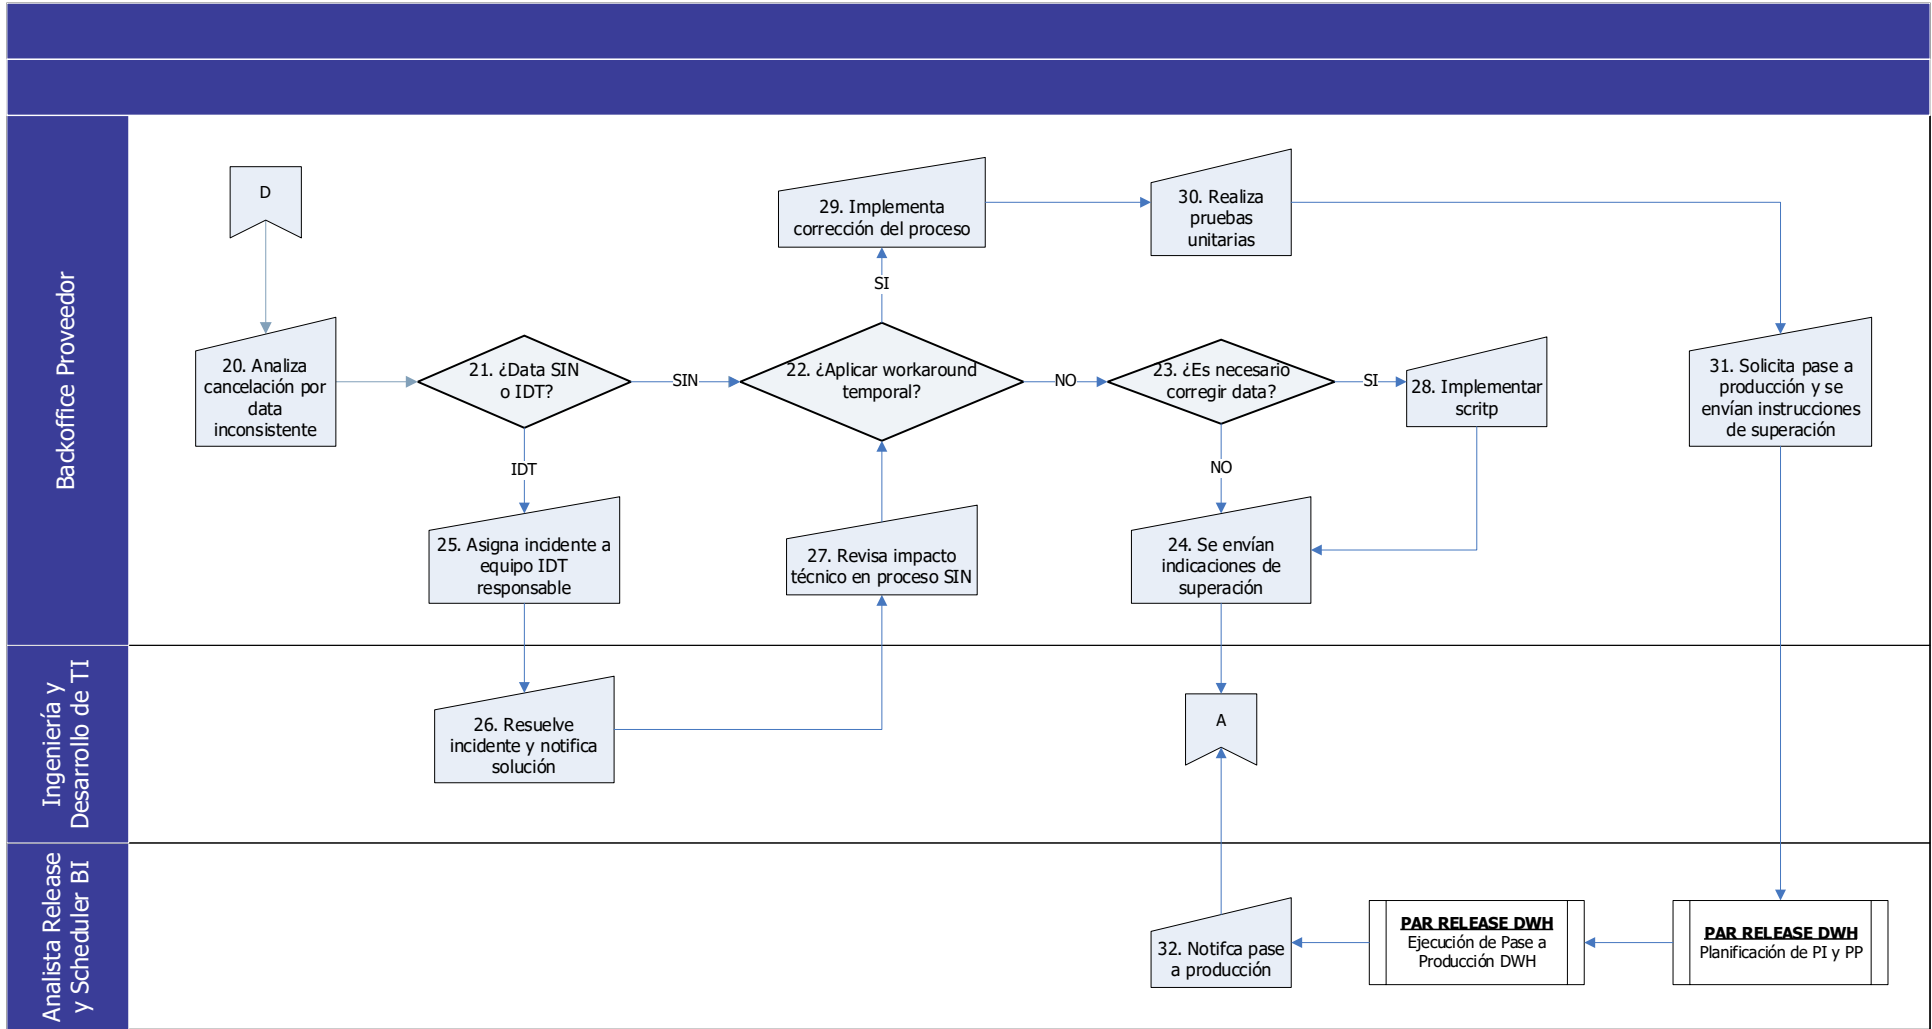 Backoffice Proveedor
D
20. Analiza
cancelación por
data
inconsistente
21. ¿Data SIN
o IDT?
SIN
IDT
22. ¿Aplicar workaround
temporal?
SI
NO
29. Implementa
corrección del proceso
30. Realiza
pruebas
unitarias
23. ¿Es necesario
corregir data?
SI
NO
28. Implementar
scritp
31. Solicita pase a
producción y se
envían instrucciones
de superación
25. Asigna incidente a
equipo IDT
responsable
27. Revisa impacto
técnico en proceso SIN
24. Se envían
indicaciones de
superación
Ingeniería y
Desarrollo de TI
26. Resuelve
incidente y notifica
solución
A
Analista Release
y Scheduler BI
32. Notifca pase
a producción
PAR RELEASE DWH
Ejecución de Pase a
Producción DWH
PAR RELEASE DWH
Planificación de PI y PP